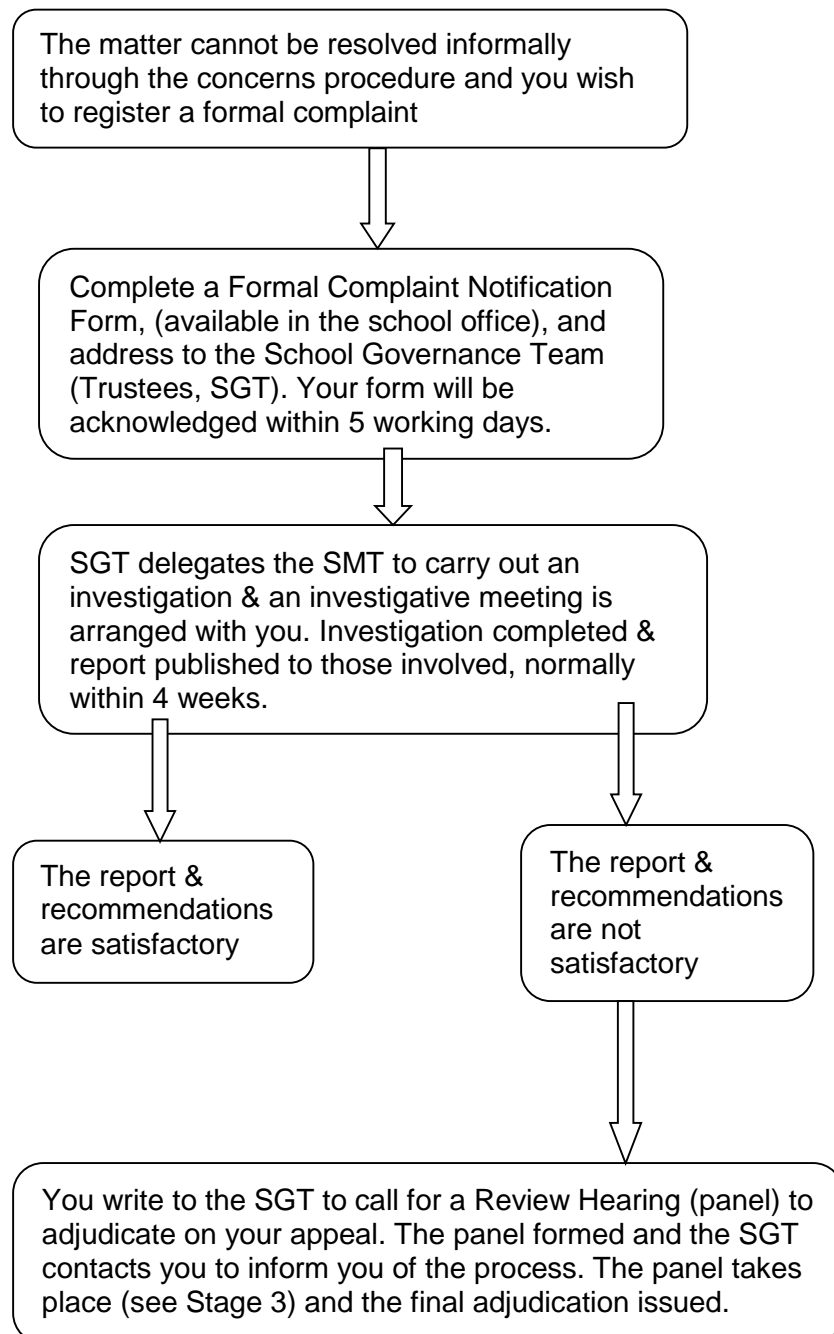 The matter cannot be resolved informally
through the concerns procedure and you wish
to register a formal complaint
Complete a Formal Complaint Notification
Form, (available in the school office), and
address to the School Governance Team
(Trustees, SGT). Your form will be
acknowledged within 5 working days.
SGT delegates the SMT to carry out an
investigation & an investigative meeting is
arranged with you. Investigation completed &
report published to those involved, normally
within 4 weeks.
The report &
recommendations
are satisfactory
The report &
recommendations
are not
satisfactory
You write to the SGT to call for a Review Hearing (panel) to
adjudicate on your appeal. The panel formed and the SGT
contacts you to inform you of the process. The panel takes
place (see Stage 3) and the final adjudication issued.